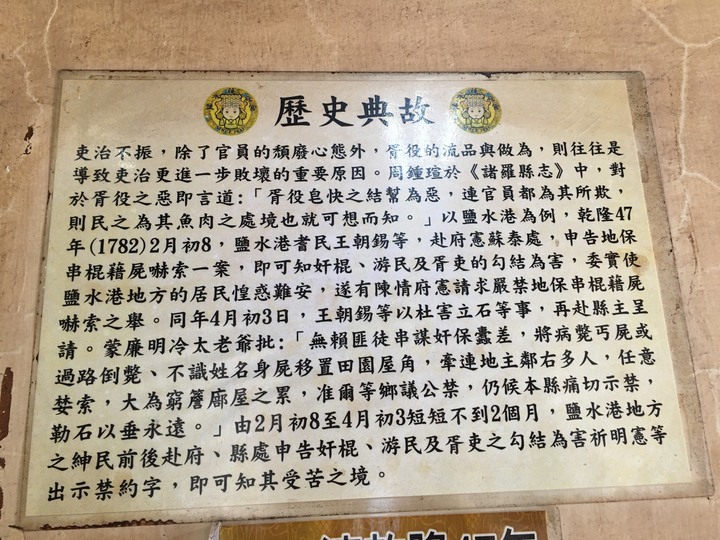 歷史典故
吏治不振，除了官員的頹廢心態外，胥役的流品與做為，則往往是
導致吏治更進一步敗壞的重要原因。周鍾瑄於《諸羅縣志》中，對
於胥役之惡即言道：「胥役皂快之結幫為惡，連官員都為其所欺，
則民之為其魚肉之處境也就可想而知。」以鹽水港為例，乾隆47
年(1782)2月初8，鹽水港耆民王朝錫等，赴府憲蘇泰處，申告地保
串棍藉屍嚇索一案，即可知奸棍、游民及胥吏的勾結為害，委實使
鹽水港地方的居民惶惑難安，遂有陳情府憲請求嚴禁地保串棍藉屍
嚇索之舉。同年4月初3日，王朝錫等以杜害立石等事，再赴縣主呈
請。蒙廉明冷太老爺批：「無賴匪徒串謀奸保蠹差，將病斃丐屍或
過路倒斃、不識姓名身屍移置田園屋角，牽連地主鄰右多人，任意
婪索，大為窮簷廍屋之累，准爾等鄉議公禁，仍候本縣痛切示禁，
勒石以垂永遠。」由2月初8至4月初3短短不到2個月，鹽水港地方
之紳民前後赴府、縣處申告奸棍、游民及胥吏之勾結為害祈明憲等
出示禁約字，即可知其受苦之境。